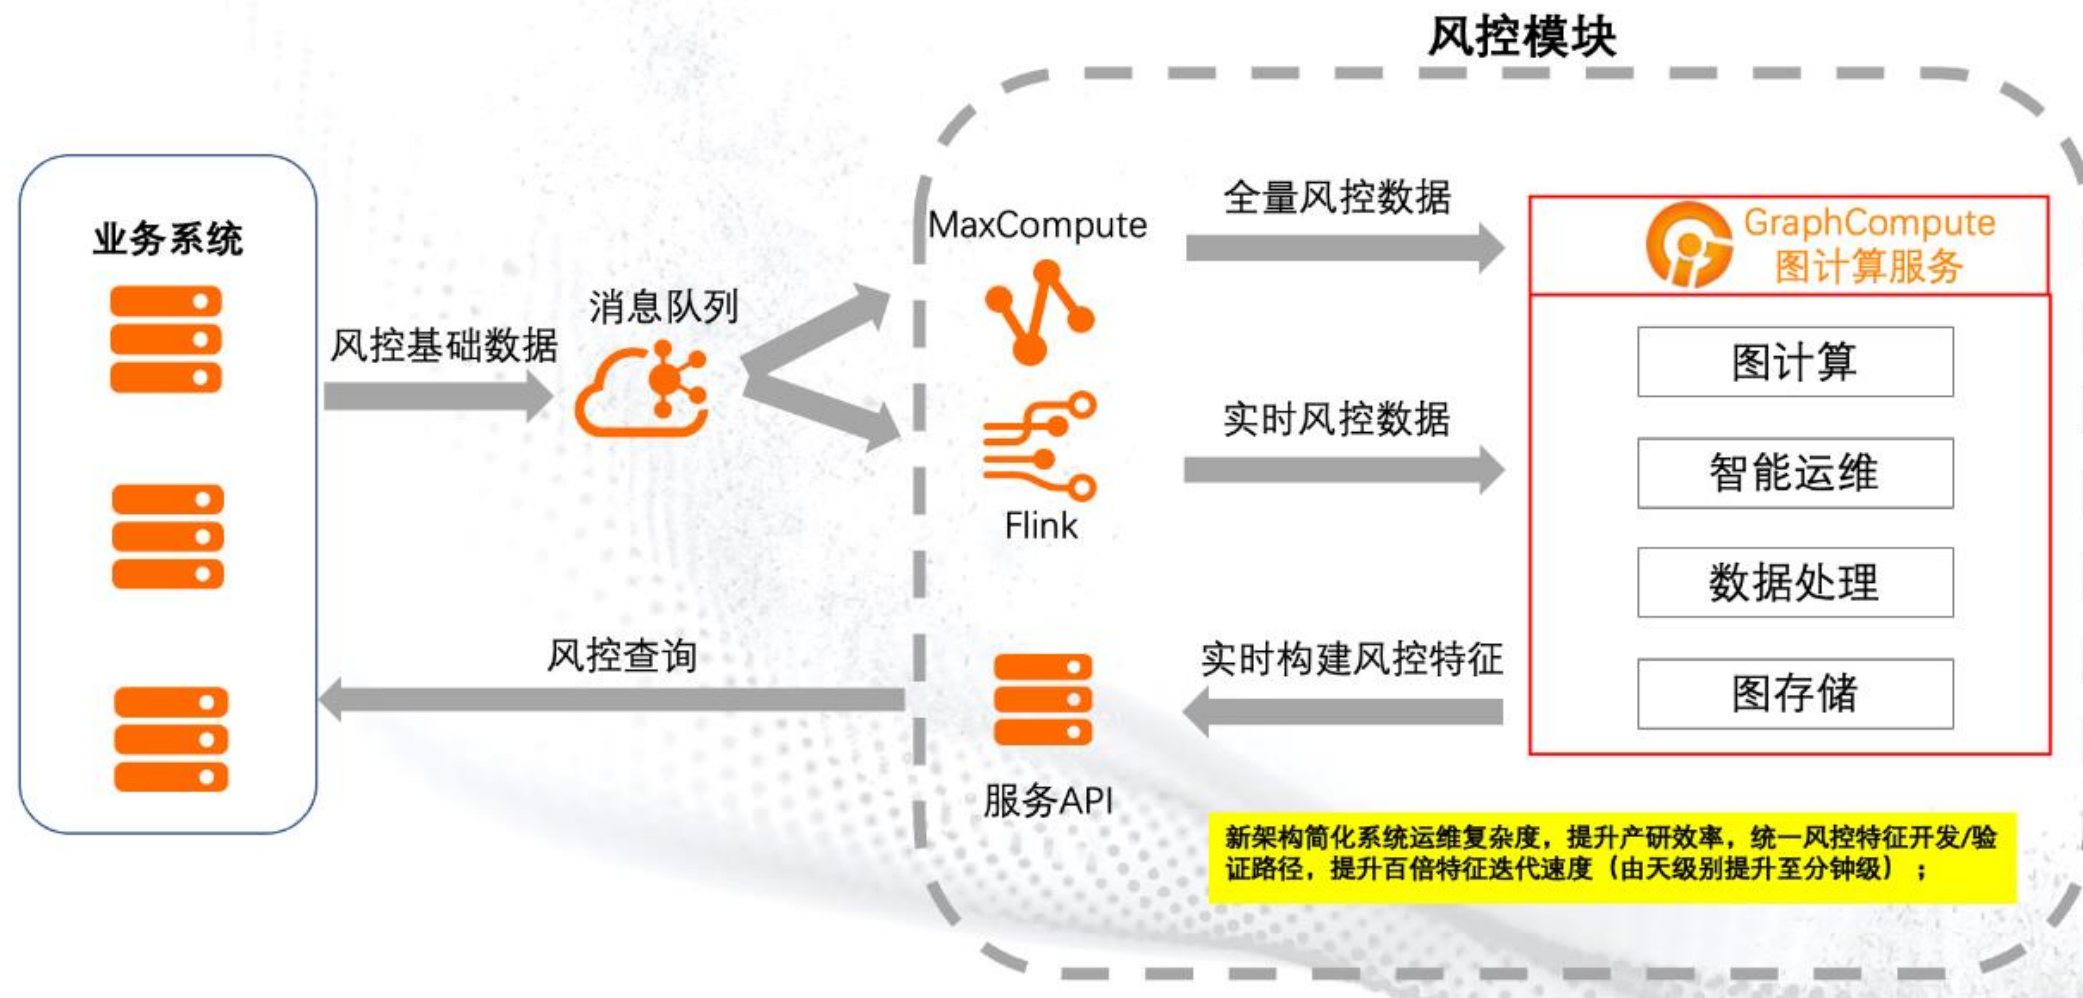 风控模块
业务系统
风控基础数据
消息队列
MaxCompute
全量风控数据
GraphCompute
图计算服务
图计算
实时风控数据
智能运维
Flink
数据处理
风控查询
实时构建风控特征
图存储
服务API
新架构简化系统运维复杂度，提升产研效率，统一风控特征开发/验
证路径，提升百倍特征迭代速度（由天级别提升至分钟级）；